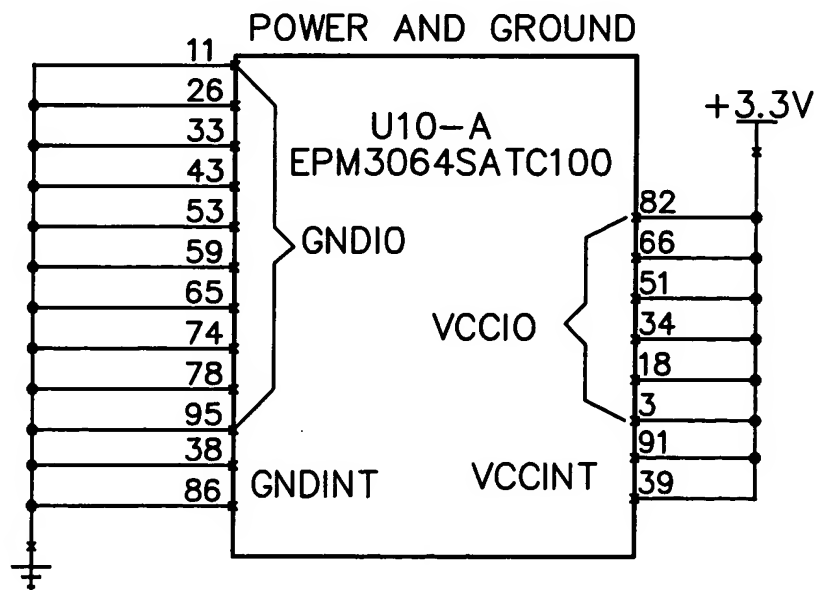 POWER AND GROUND
11
26
33
43
53
59
65
74
78
95
38
86
U10-A
EPM3064SATC100
GNDIO
GNDINT
VCCIO
VCCINT
+3.3V
82
66
51
34
18
3
91
39